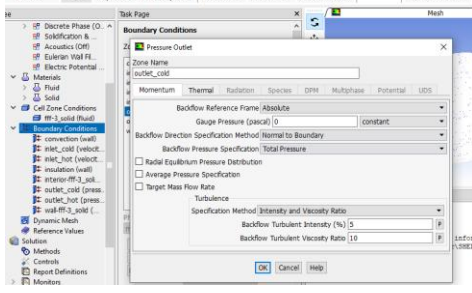 Task Page
Mesh
Discrete Phase (O...
Solidification & ...
Acoustics (Off)
Eulerian Wall Fil...
Electric Potential ...
Materials
Fluid
Solid
Cell Zone Conditions
fff-3_solid (fluid)
Boundary Conditions
convection (wall)
inlet_cold (velocit...
inlet_hot (velocit...
insulation (wall)
interior-fff-3_soli...
outlet_cold (press...
outlet_hot (press...
wall-fff-3_solid (...
Dynamic Mesh
Reference Values
Solution
Methods
Controls
Report Definitions
Monitors
Boundary Conditions
Pressure Outlet
Zone Name
outlet_cold
Momentum Thermal Radiation Species DPM Multiphase Potential UDS
Backflow Reference Frame Absolute
Gauge Pressure (pascal) 0 constant
Backflow Direction Specification Method Normal to Boundary
Backflow Pressure Specification Total Pressure
Radial Equilibrium Pressure Distribution
Average Pressure Specification
Target Mass Flow Rate
Turbulence
Specification Method Intensity and Viscosity Ratio
Backflow Turbulent Intensity (%) 5 P
Backflow Turbulent Viscosity Ratio 10 P
OK Cancel Help